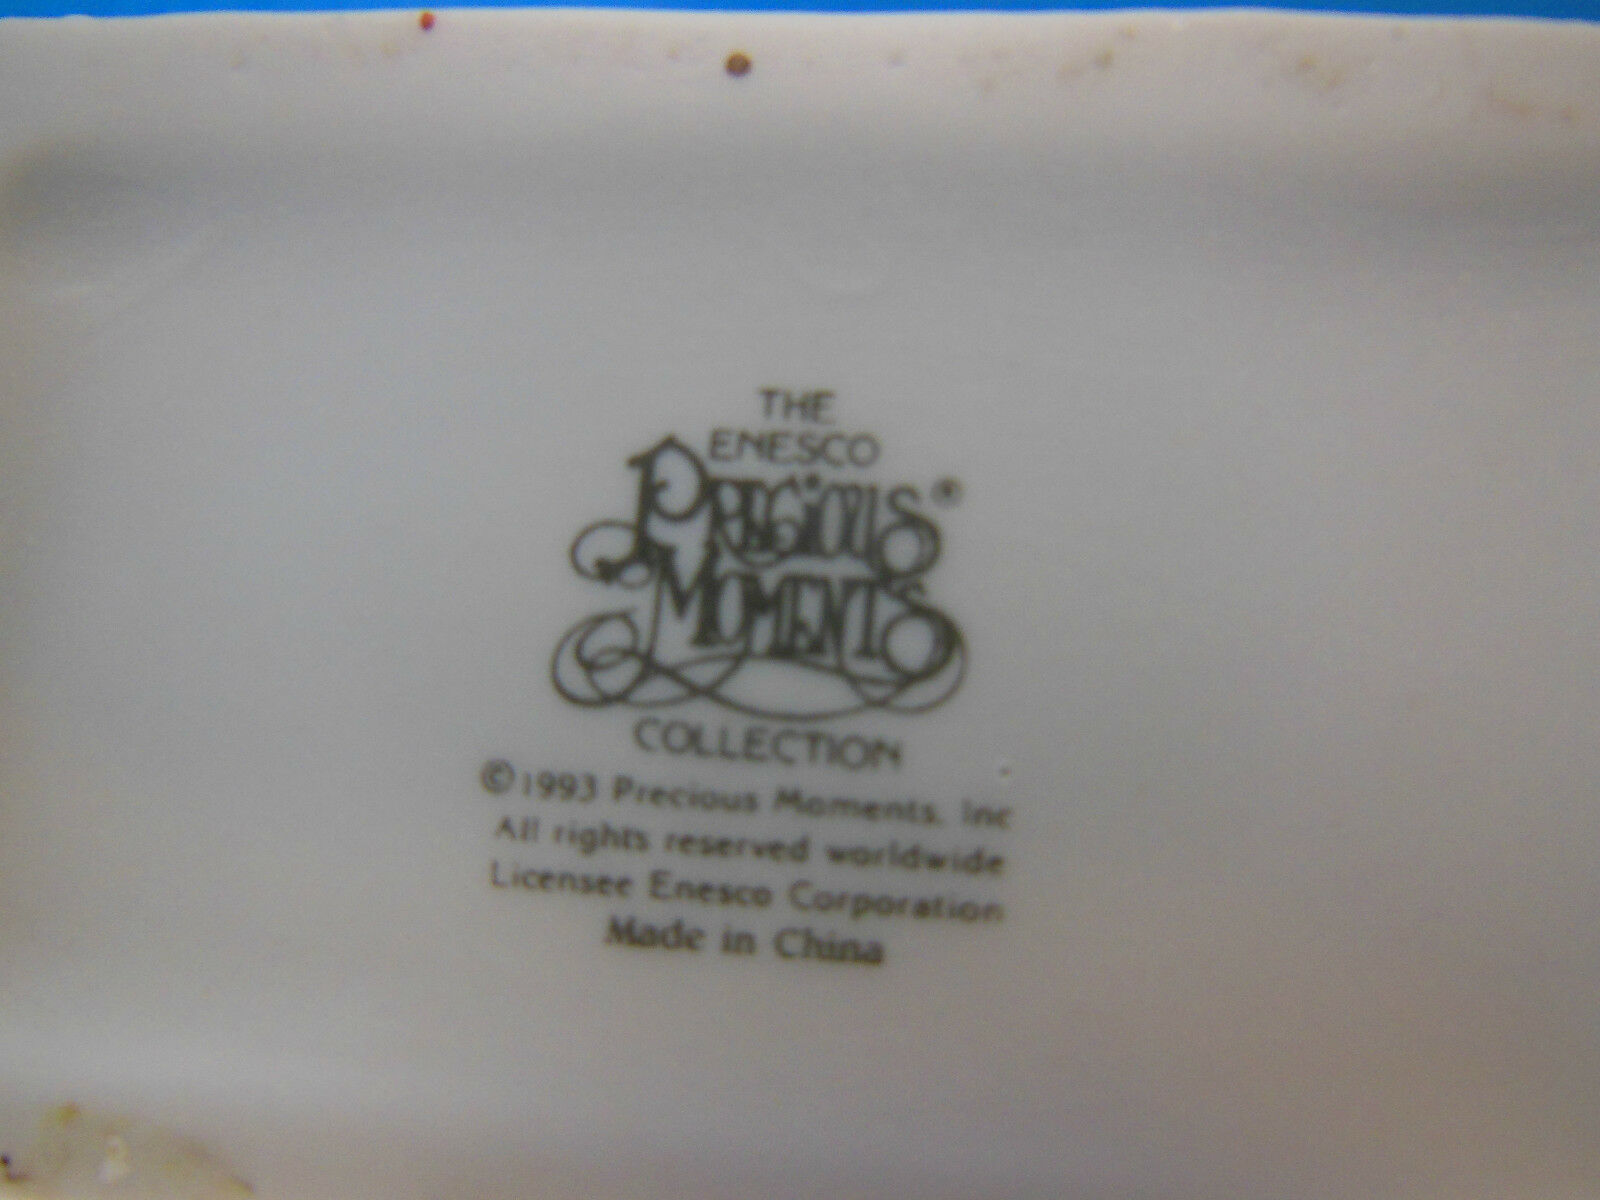 THE
ENESCO
PRECIOUS®
MOMENTS
COLLECTION
©1993 Precious Moments, Inc
All rights reserved worldwide
Licensee Enesco Corporation
Made in China